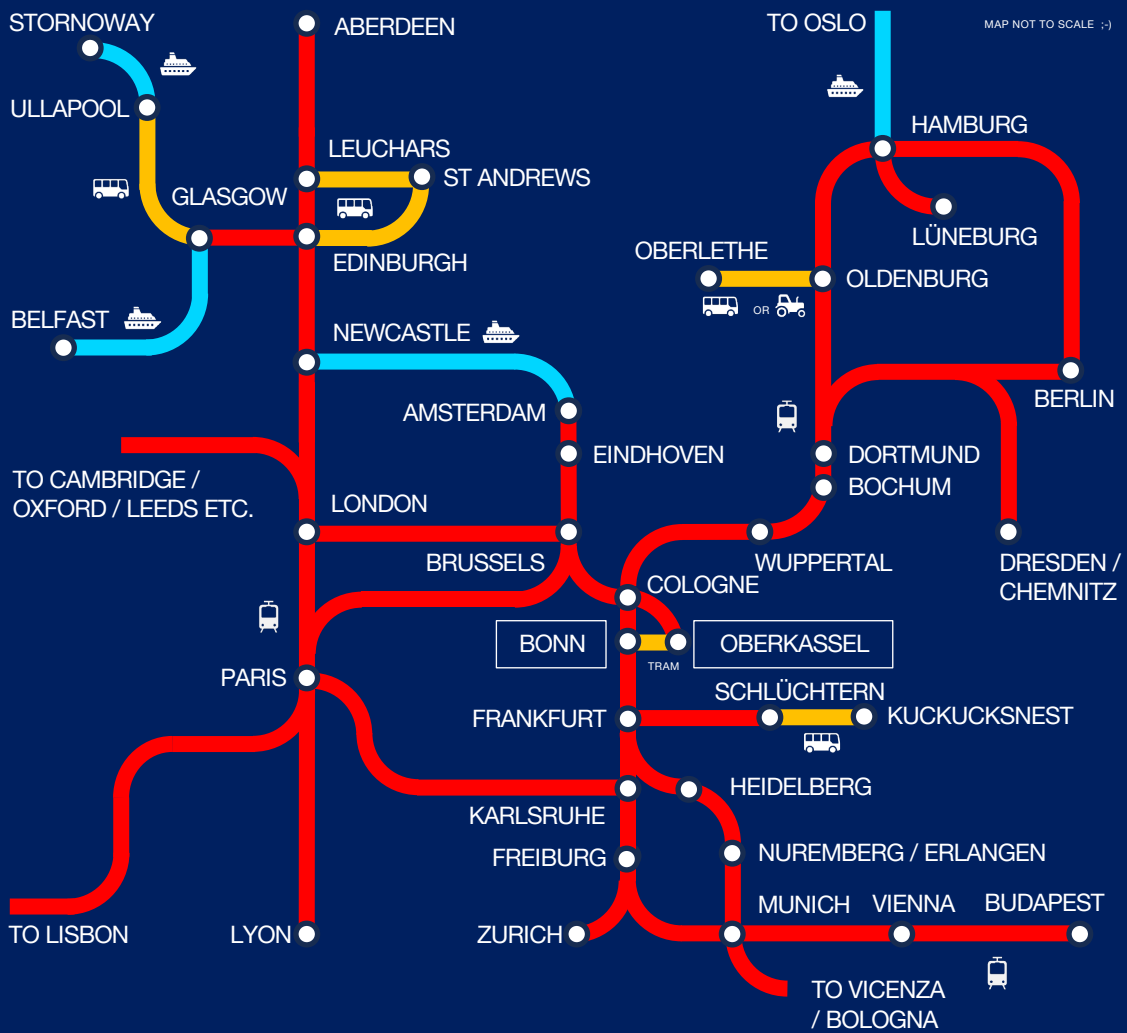 STORNOWAY
ABERDEEN
TO OSLO
MAP NOT TO SCALE ;-)
ULLAPOOL
HAMBURG
LEUCHARS
ST ANDREWS
GLASGOW
LÜNEBURG
OBERLETHE
EDINBURGH
OLDENBURG
OR
BELFAST
NEWCASTLE
BERLIN
AMSTERDAM
EINDHOVEN
DORTMUND
TO CAMBRIDGE /
OXFORD / LEEDS ETC.
BOCHUM
LONDON
BRUSSELS
WUPPERTAL
DRESDEN /
CHEMNITZ
COLOGNE
BONN
OBERKASSEL
TRAM
PARIS
SCHLÜCHTERN
FRANKFURT
KUCKUCKSNEST
HEIDELBERG
KARLSRUHE
FREIBURG
NUREMBERG / ERLANGEN
MUNICH
VIENNA
BUDAPEST
TO LISBON
LYON
ZURICH
TO VICENZA
/ BOLOGNA